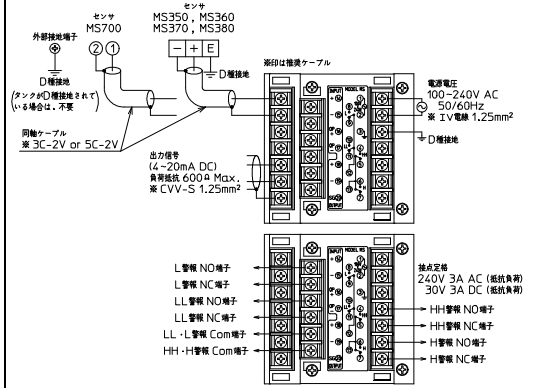 センサ
MS700
センサ
MS350, MS360
MS370, MS380
外部接地端子
② ①
− + E
D種接地
D種接地
(タンクがD種接地されて
いる場合は、不要)
※印は推奨ケーブル
同軸ケーブル
※ 3C-2V or 5C-2V
出力信号
(4~20mA DC)
負荷抵抗 600Ω Max.
※ CVV-S 1.25mm²
INPUT MODEL MS
OUTPUT
電源電圧
100~240V AC
50/60Hz
※ IV電線 1.25mm²
D種接地
INPUT MODEL MS
OUTPUT
L警報 NO端子
L警報 NC端子
LL警報 NO端子
LL警報 NC端子
LL・L警報 Com端子
HH・H警報 Com端子
接点定格
240V 3A AC (抵抗負荷)
30V 3A DC (抵抗負荷)
HH警報 NO端子
HH警報 NC端子
H警報 NO端子
H警報 NC端子